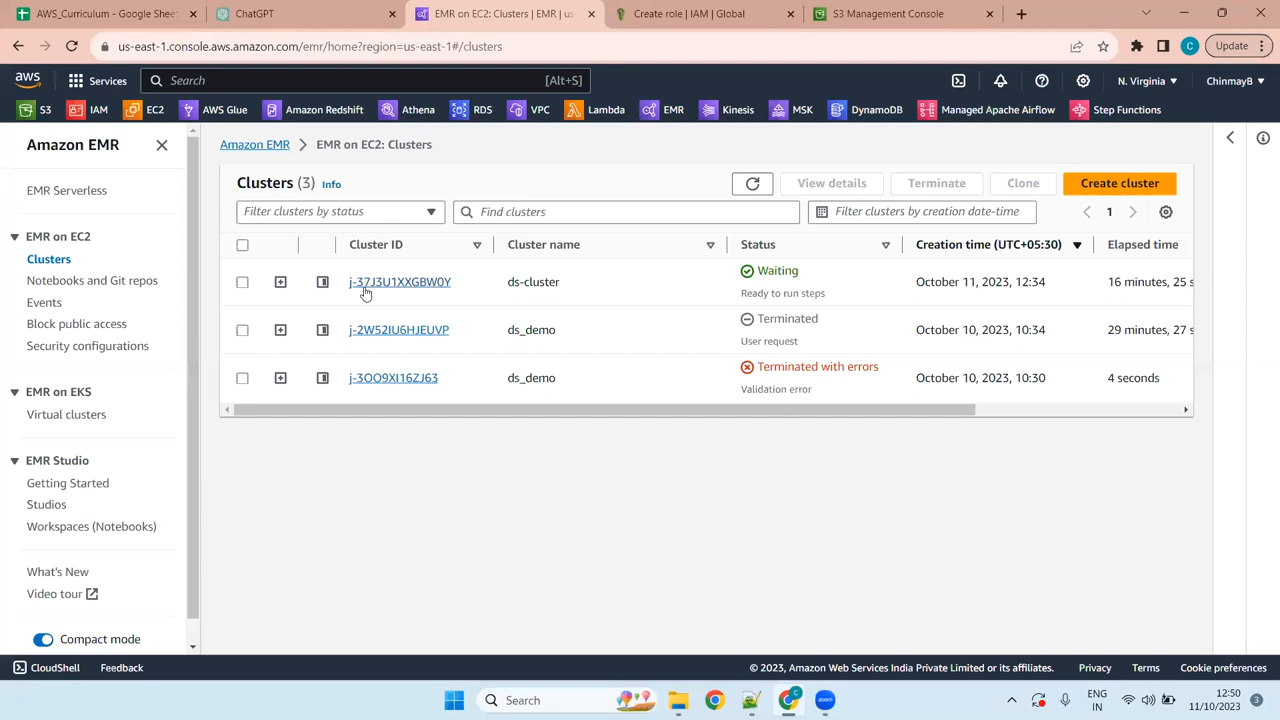 AWS_Curriculum - Google Sheet
ChatGPT
EMR on EC2: Clusters | EMR | us-
Create role | IAM | Global
S3 Management Console
us-east-1.console.aws.amazon.com/emr/home?region=us-east-1#/clusters
C
Update
aws
Services
Search
[Alt+S]
N. Virginia
ChinmayB
S3
IAM
EC2
AWS Glue
Amazon Redshift
Athena
RDS
VPC
Lambda
EMR
Kinesis
MSK
DynamoDB
Managed Apache Airflow
Step Functions
Amazon EMR
EMR Serverless
EMR on EC2
Clusters
Notebooks and Git repos
Events
Block public access
Security configurations
EMR on EKS
Virtual clusters
EMR Studio
Getting Started
Studios
Workspaces (Notebooks)
What's New
Video tour
Compact mode
Amazon EMR
EMR on EC2: Clusters
Clusters (3) Info
View details
Terminate
Clone
Create cluster
Filter clusters by status
Find clusters
Filter clusters by creation date-time
1
Cluster ID
Cluster name
Status
Creation time (UTC+05:30)
Elapsed time
j-37J3U1XXGBW0Y
ds-cluster
Waiting
Ready to run steps
October 11, 2023, 12:34
16 minutes, 25 s
j-2W52IU6HJEUVP
ds_demo
Terminated
User request
October 10, 2023, 10:34
29 minutes, 27 s
j-3OO9XI16ZJ63
ds_demo
Terminated with errors
Validation error
October 10, 2023, 10:30
4 seconds
CloudShell
Feedback
© 2023, Amazon Web Services India Private Limited or its affiliates.
Privacy
Terms
Cookie preferences
Search
zoom
ENG
IN
12:50
11/10/2023
3